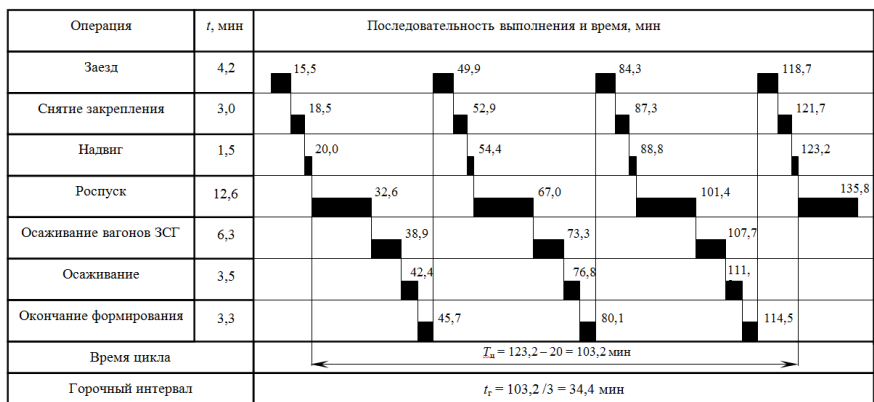 Операция t, мин Последовательность выполнения и время, мин
Заезд 4,2 15,5 49,9 84,3 118,7
Снятие закрепления 3,0 18,5 52,9 87,3 121,7
Надвиг 1,5 20,0 54,4 88,8 123,2
Роспуск 12,6 32,6 67,0 101,4 135,8
Осаживание вагонов ЗСГ 6,3 38,9 73,3 107,7
Осаживание 3,5 42,4 76,8 111,
Окончание формирования 3,3 45,7 80,1 114,5
Время цикла Tц = 123,2 – 20 = 103,2 мин
Горочный интервал tг = 103,2 /3 = 34,4 мин